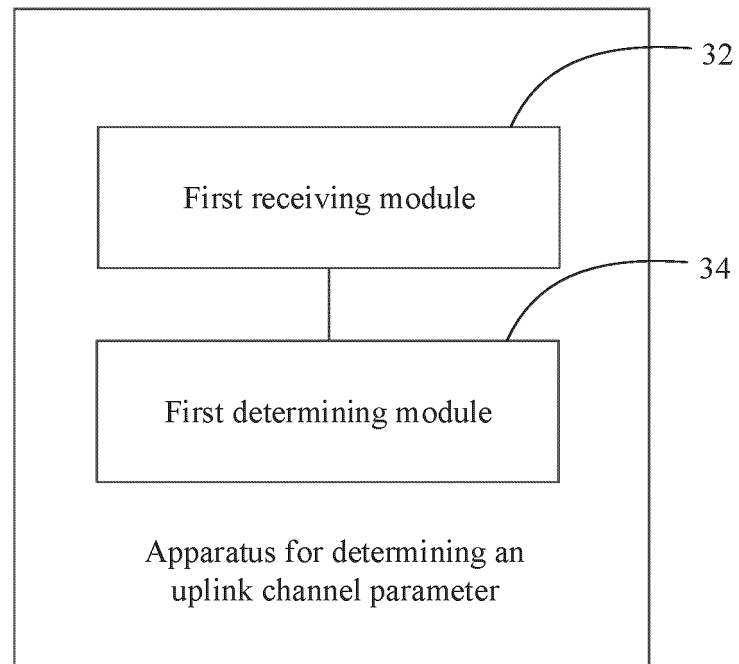 32
First receiving module
34
First determining module
Apparatus for determining an
uplink channel parameter